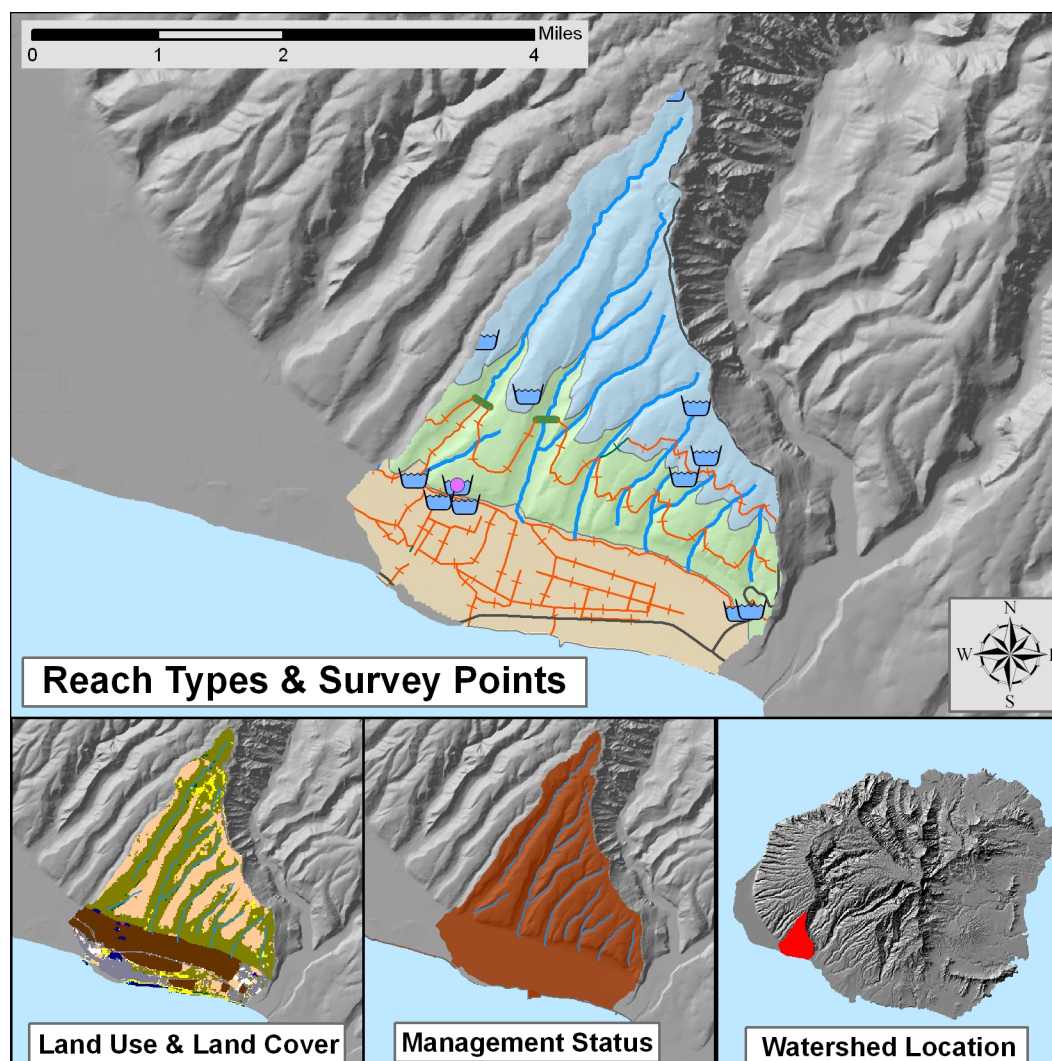 Miles
0 1 2 4
N
W E
S
Reach Types & Survey Points
Land Use & Land Cover
Management Status
Watershed Location